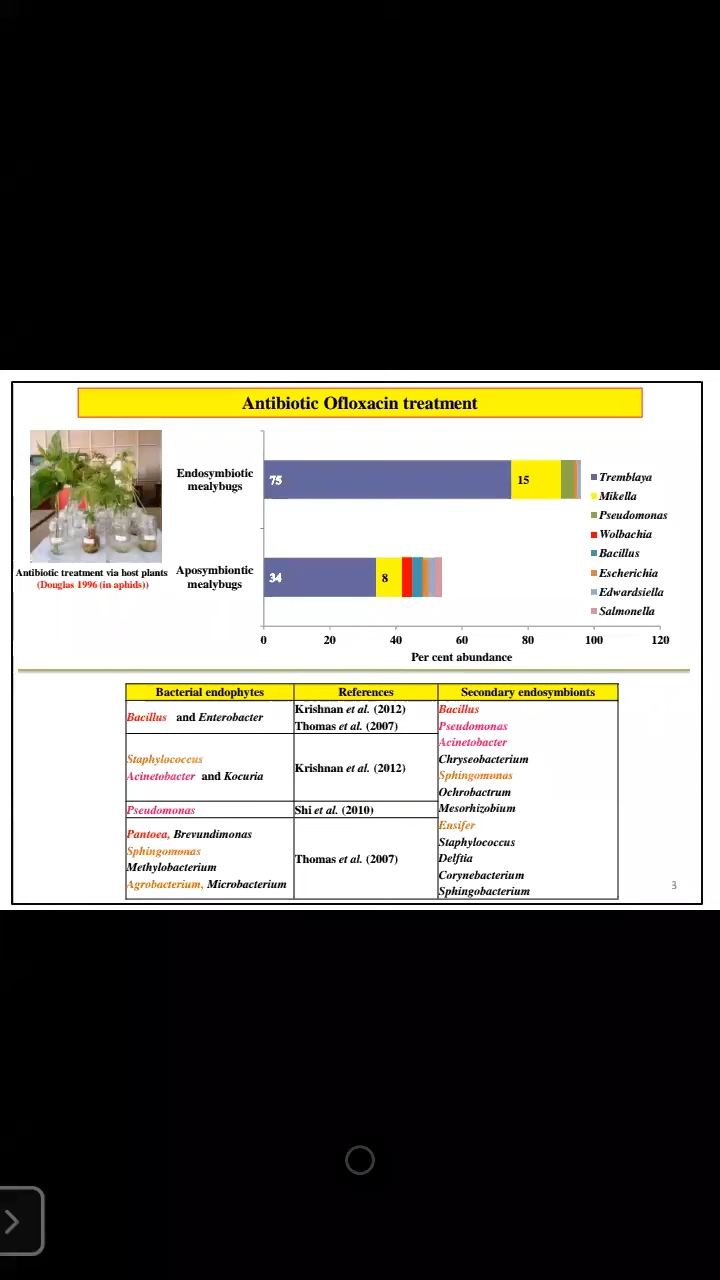 Antibiotic Ofloxacin treatment
Antibiotic treatment via host plants
(Douglas 1996 (in aphids))
Endosymbiotic
mealybugs
75
15
Aposymbiontic
mealybugs
34
8
0 20 40 60 80 100 120
Per cent abundance
Tremblaya
Mikella
Pseudomonas
Wolbachia
Bacillus
Escherichia
Edwardsiella
Salmonella
Bacterial endophytes
References
Secondary endosymbionts
Bacillus and Enterobacter
Krishnan et al. (2012)
Thomas et al. (2007)
Staphylococcus
Acinetobacter and Kocuria
Krishnan et al. (2012)
Pseudomonas
Shi et al. (2010)
Pantoea, Brevundimonas
Sphingomonas
Methylobacterium
Agrobacterium, Microbacterium
Thomas et al. (2007)
Bacillus
Pseudomonas
Acinetobacter
Chryseobacterium
Sphingomonas
Ochrobactrum
Mesorhizobium
Ensifer
Staphylococcus
Delftia
Corynebacterium
Sphingobacterium
3